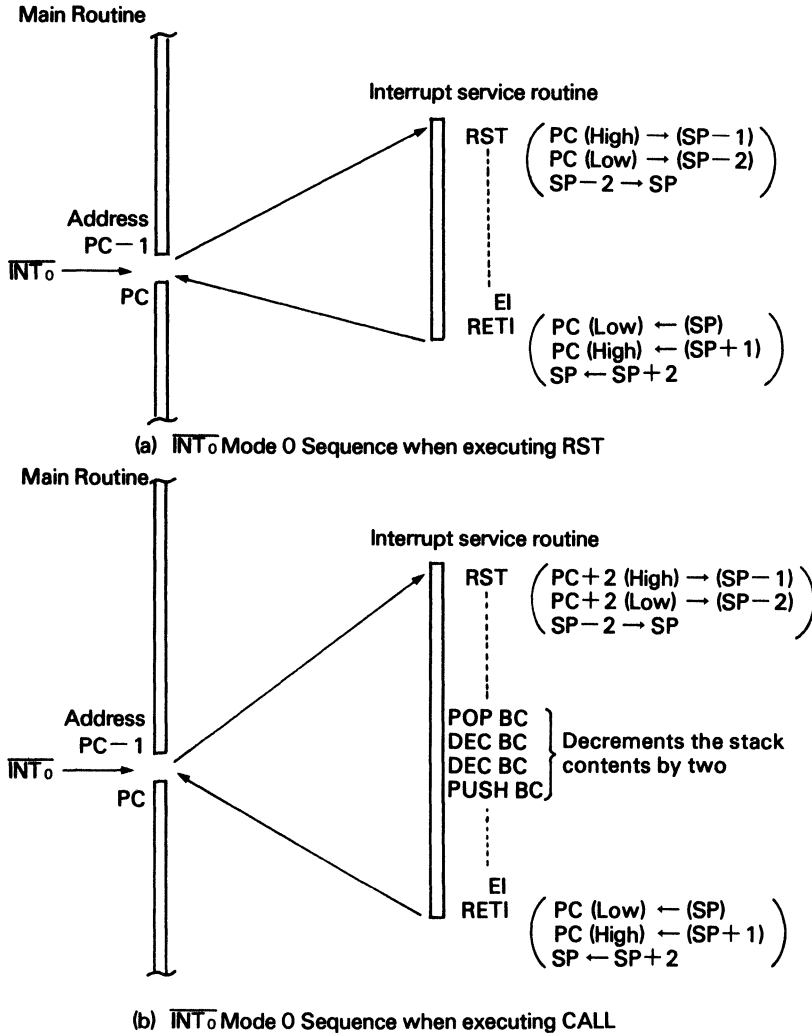 Main Routine
Interrupt service routine
RST
PC (High) → (SP−1)
PC (Low) → (SP−2)
SP−2 → SP
Address
PC−1
INT₀
PC
EI
RETI
PC (Low) ← (SP)
PC (High) ← (SP+1)
SP ← SP+2
(a) INT₀ Mode 0 Sequence when executing RST
Main Routine
Interrupt service routine
RST
PC+2 (High) → (SP−1)
PC+2 (Low) → (SP−2)
SP−2 → SP
Address
PC−1
INT₀
PC
POP BC
DEC BC
DEC BC
PUSH BC
Decrements the stack
contents by two
EI
RETI
PC (Low) ← (SP)
PC (High) ← (SP+1)
SP ← SP+2
(b) INT₀ Mode 0 Sequence when executing CALL